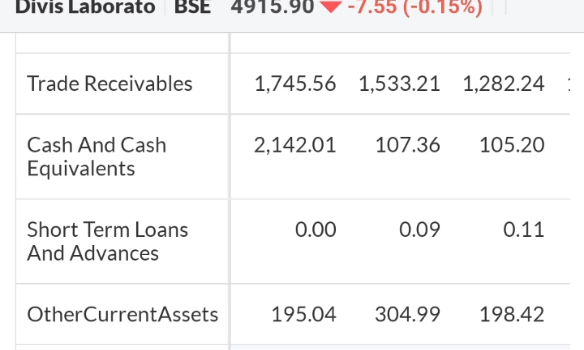 Divis Laborato BSE 4915.90 -7.55 (-0.15%)
Trade Receivables 1,745.56 1,533.21 1,282.24
Cash And Cash 2,142.01 107.36 105.20
Equivalents
Short Term Loans 0.00 0.09 0.11
And Advances
OtherCurrentAssets 195.04 304.99 198.42